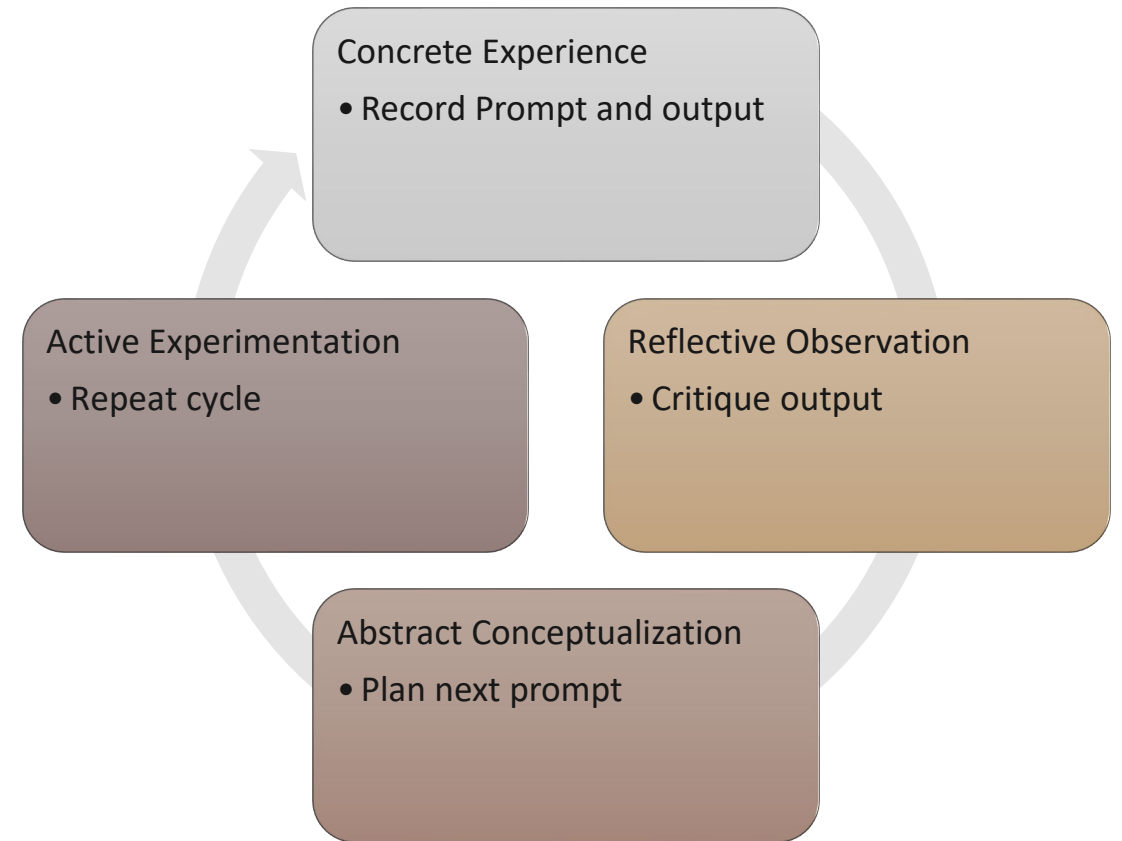 Concrete Experience
• Record Prompt and output
Reflective Observation
• Critique output
Abstract Conceptualization
• Plan next prompt
Active Experimentation
• Repeat cycle